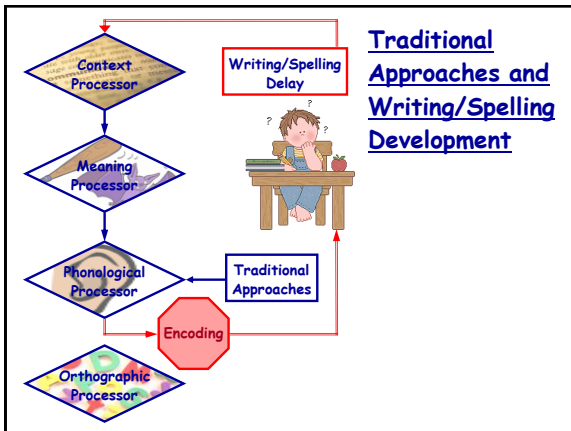 Traditional
Approaches and
Writing/Spelling
Development
Context
Processor
Writing/Spelling
Delay
? ? ?
Meaning
Processor
Phonological
Processor
Traditional
Approaches
Encoding
Orthographic
Processor